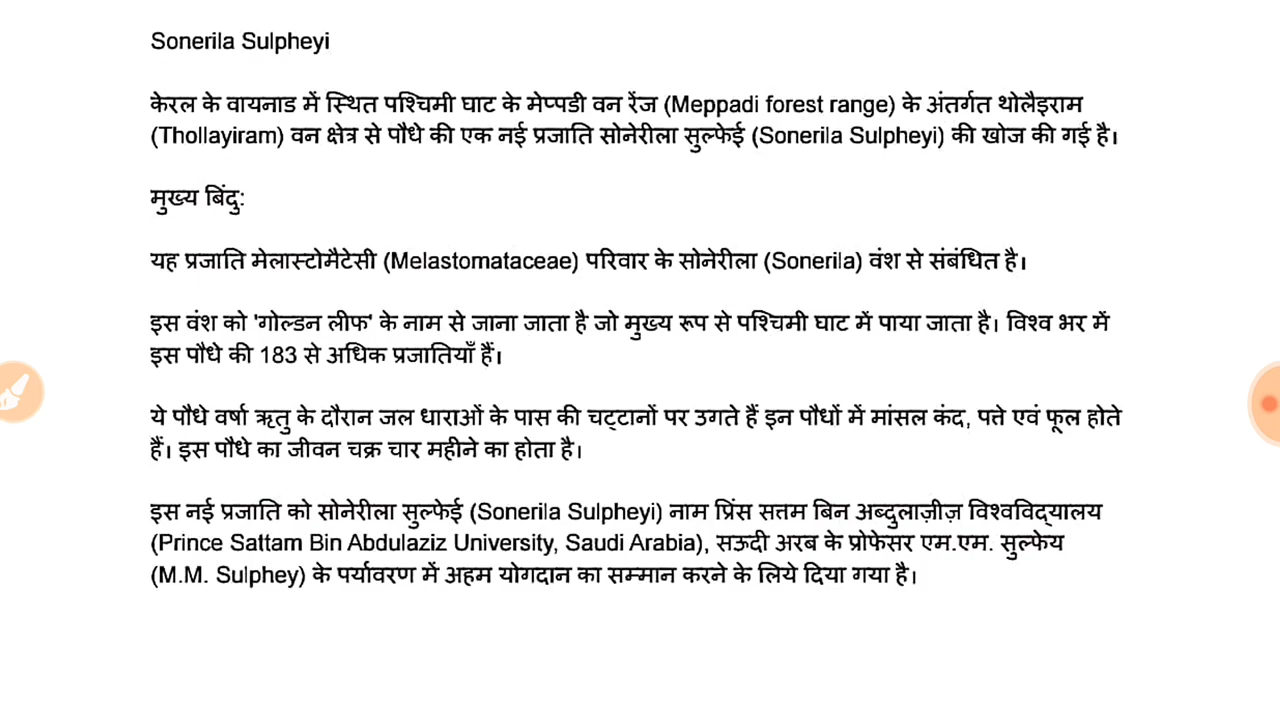 Sonerila Sulpheyi
केरल के वायनाड में स्थित पश्चिमी घाट के मेप्पडी वन रेंज (Meppadi forest range) के अंतर्गत थोलैइराम
(Thollayiram) वन क्षेत्र से पौधे की एक नई प्रजाति सोनेरीला सुल्फेई (Sonerila Sulpheyi) की खोज की गई है।
मुख्य बिंदु:
यह प्रजाति मेलास्टोमैटेसी (Melastomataceae) परिवार के सोनेरीला (Sonerila) वंश से संबंधित है।
इस वंश को 'गोल्डन लीफ' के नाम से जाना जाता है जो मुख्य रूप से पश्चिमी घाट में पाया जाता है। विश्व भर में
इस पौधे की 183 से अधिक प्रजातियाँ हैं।
ये पौधे वर्षा ऋतु के दौरान जल धाराओं के पास की चट्टानों पर उगते हैं इन पौधों में मांसल कंद, पत्ते एवं फूल होते
हैं। इस पौधे का जीवन चक्र चार महीने का होता है।
इस नई प्रजाति को सोनेरीला सुल्फेई (Sonerila Sulpheyi) नाम प्रिंस सत्तम बिन अब्दुलाज़ीज़ विश्वविद्यालय
(Prince Sattam Bin Abdulaziz University, Saudi Arabia), सऊदी अरब के प्रोफेसर एम.एम. सुल्फेय
(M.M. Sulphey) के पर्यावरण में अहम योगदान का सम्मान करने के लिये दिया गया है।